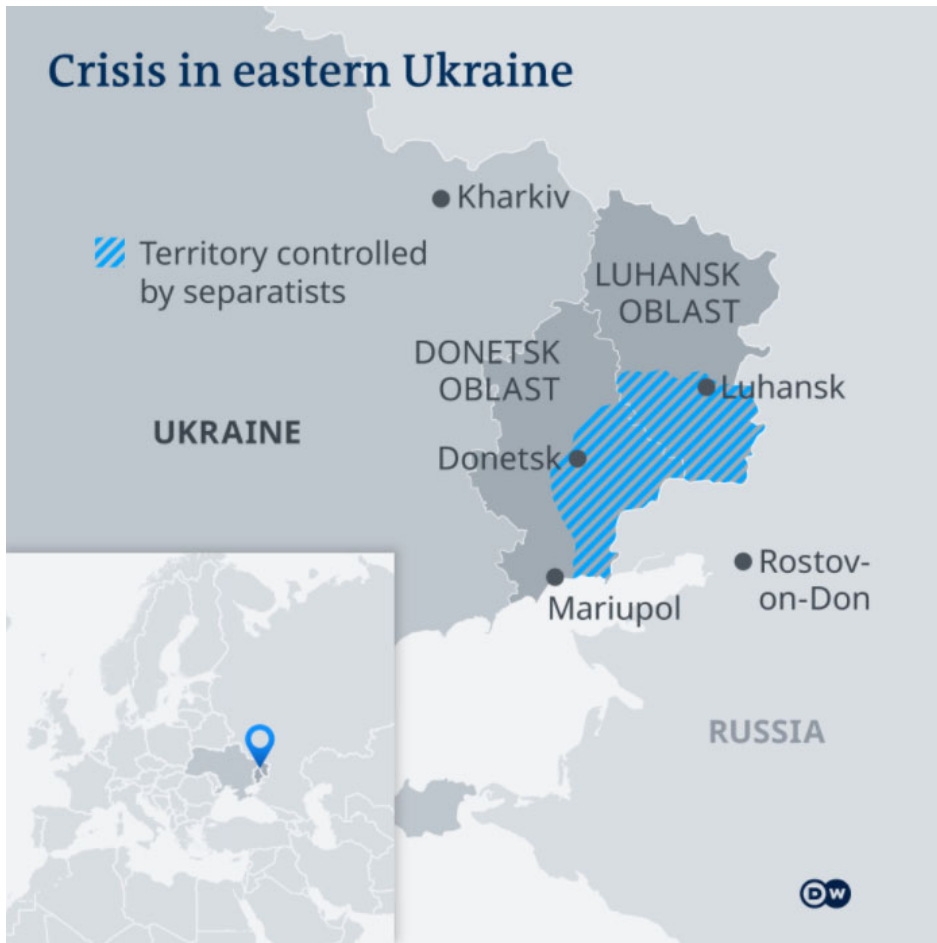 Crisis in eastern Ukraine
Kharkiv
Territory controlled
by separatists
LUHANSK
OBLAST
DONETSK
OBLAST
Luhansk
UKRAINE
Donetsk
Rostov-
on-Don
Mariupol
RUSSIA
DW